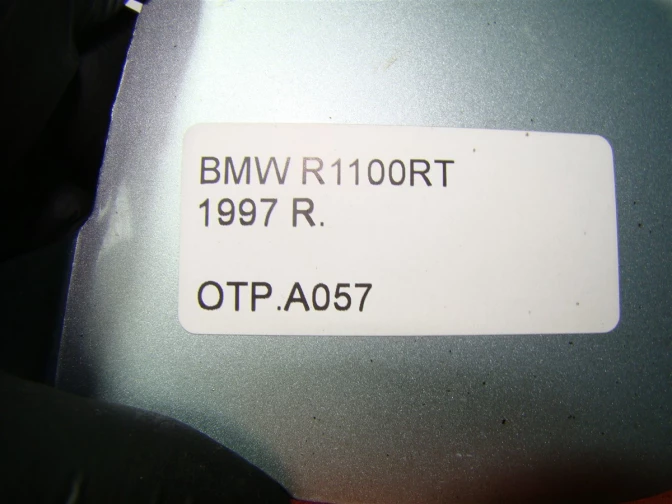 BMW R1100RT
1997 R.
OTP.A057